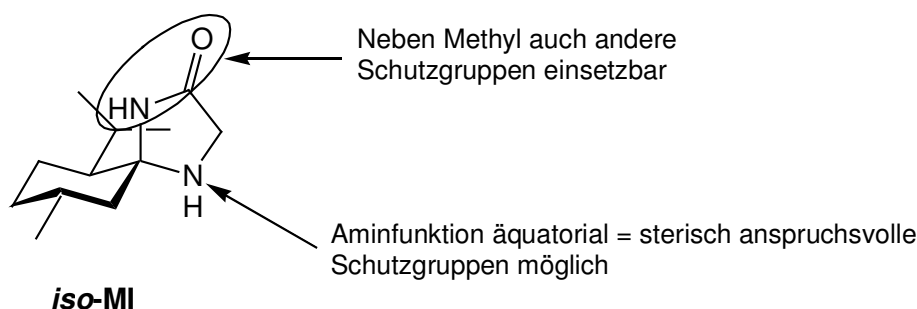 O
Neben Methyl auch andere
Schutzgruppen einsetzbar
HN
N
H
Aminfunktion äquatorial = sterisch anspruchsvolle
Schutzgruppen möglich
iso-MI